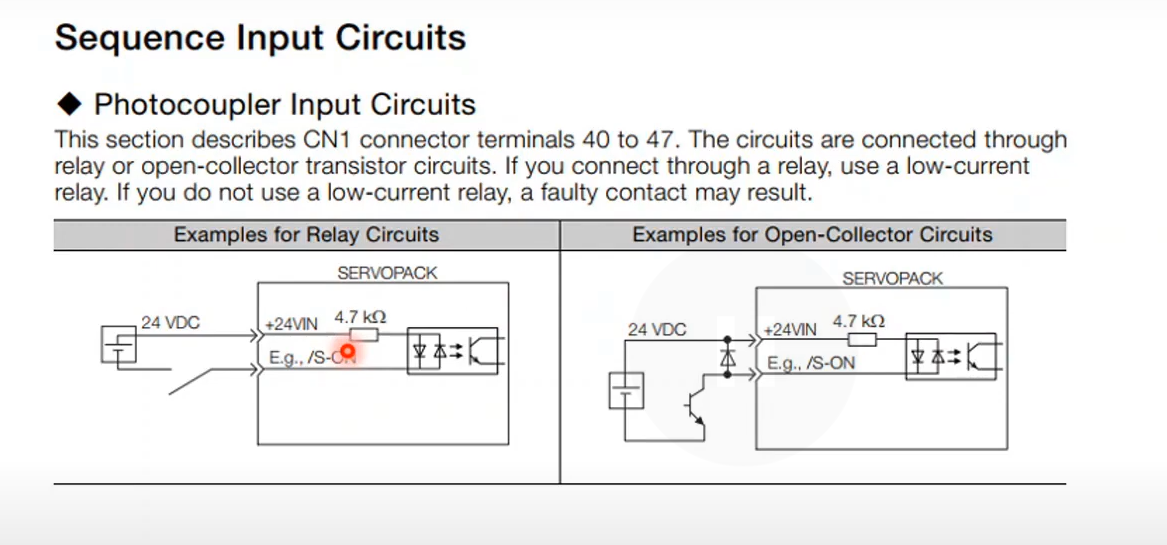 Sequence Input Circuits
◆ Photocoupler Input Circuits
This section describes CN1 connector terminals 40 to 47. The circuits are connected through
relay or open-collector transistor circuits. If you connect through a relay, use a low-current
relay. If you do not use a low-current relay, a faulty contact may result.
Examples for Relay Circuits
SERVOPACK
24 VDC
+24VIN
4.7 kΩ
E.g., /S-ON
Examples for Open-Collector Circuits
SERVOPACK
24 VDC
+24VIN
4.7 kΩ
E.g., /S-ON